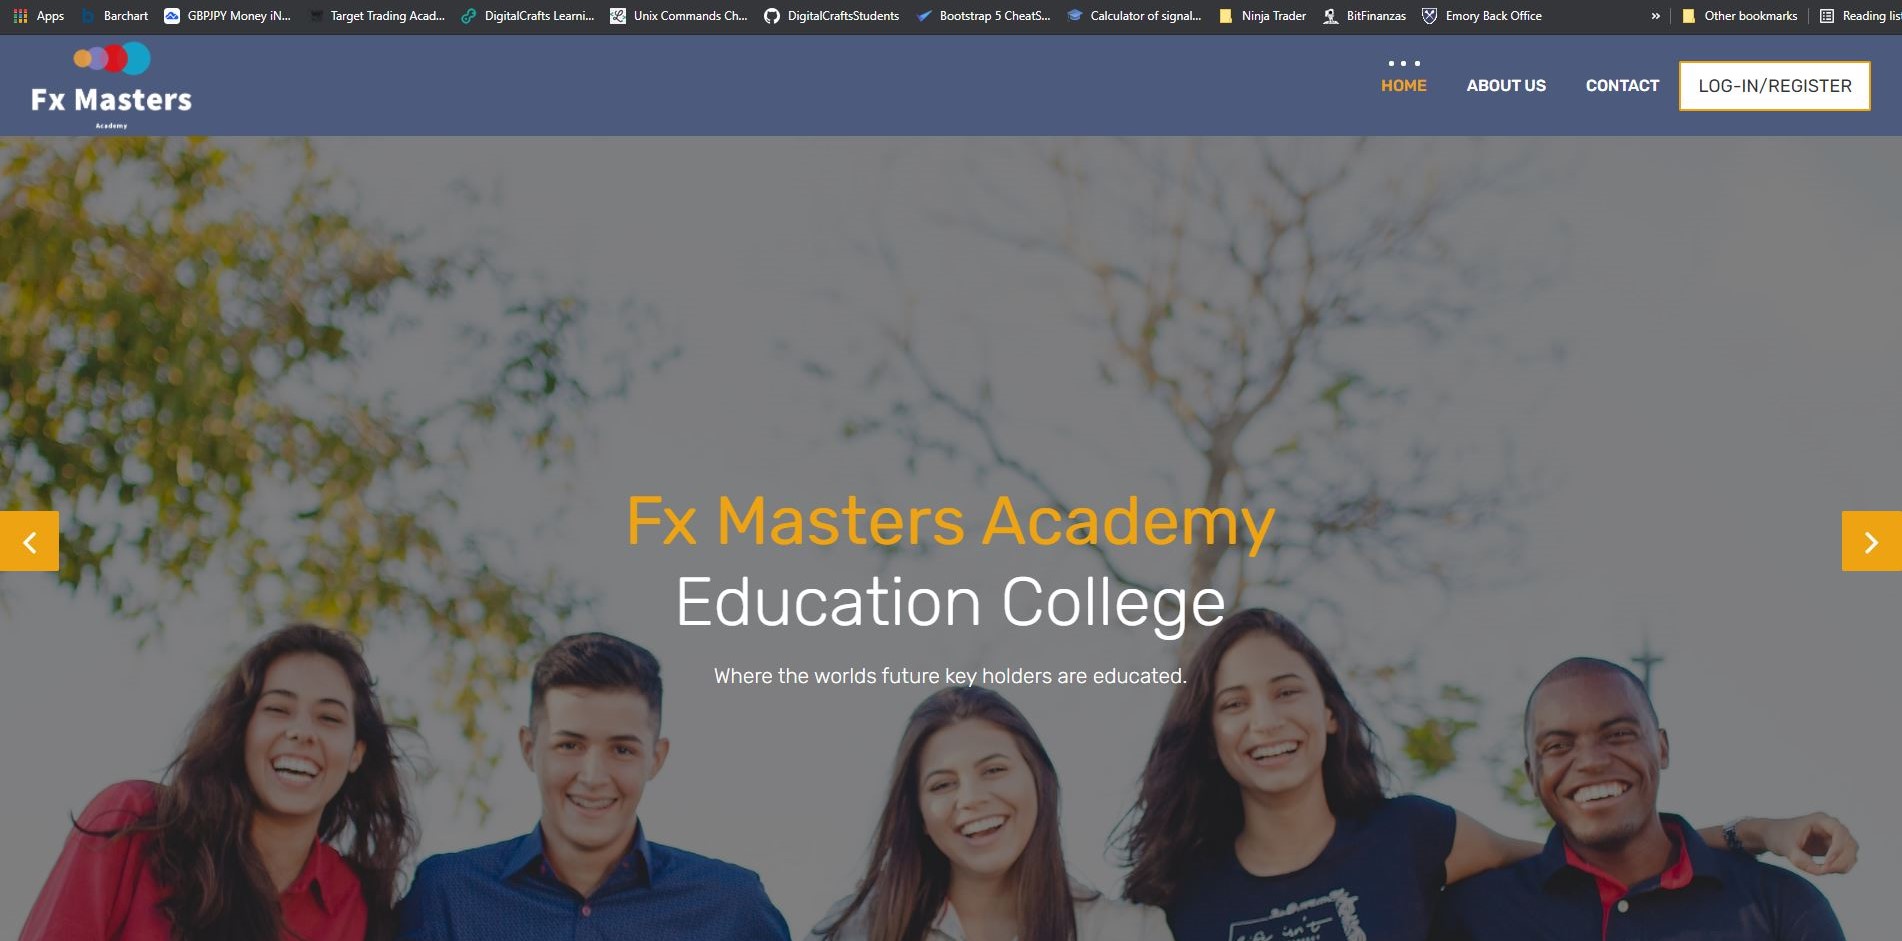 Apps Barchart GBPJPY Money iN... Target Trading Acad... DigitalCrafts Learni... Unix Commands Ch... DigitalCraftsStudents Bootstrap 5 CheatS... Calculator of signal... Ninja Trader BitFinanzas Emory Back Office » Other bookmarks Reading lis
Fx Masters
Academy
HOME ABOUT US CONTACT LOG-IN/REGISTER
Fx Masters Academy
Education College
Where the worlds future key holders are educated.
isn't